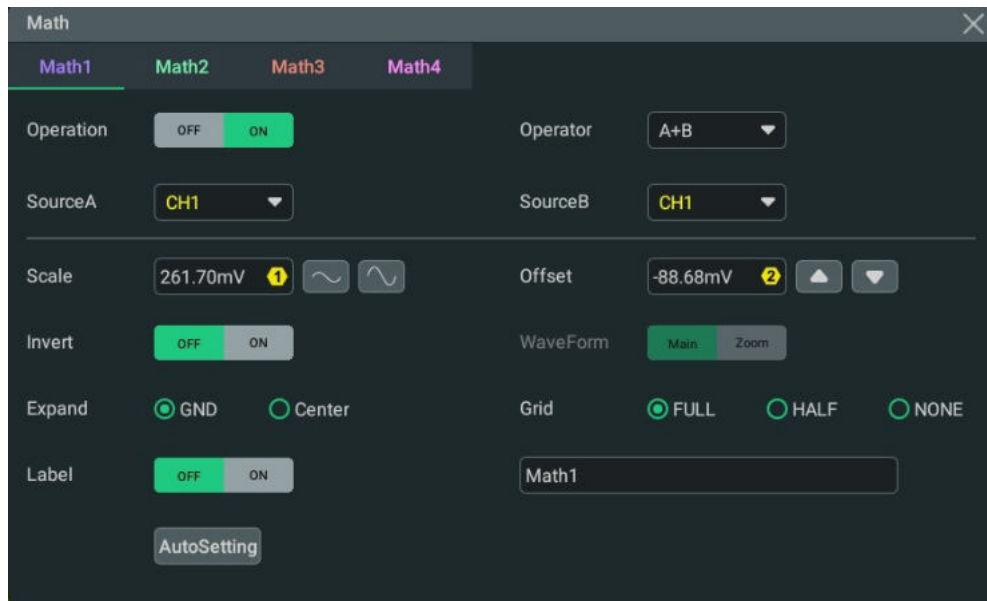 Math
Math1 Math2 Math3 Math4
Operation OFF ON Operator A+B
SourceA CH1 SourceB CH1
Scale 261.70mV 1 Offset -88.68mV 2
Invert OFF ON WaveForm Main Zoom
Expand GND Center Grid FULL HALF NONE
Label OFF ON Math1
AutoSetting